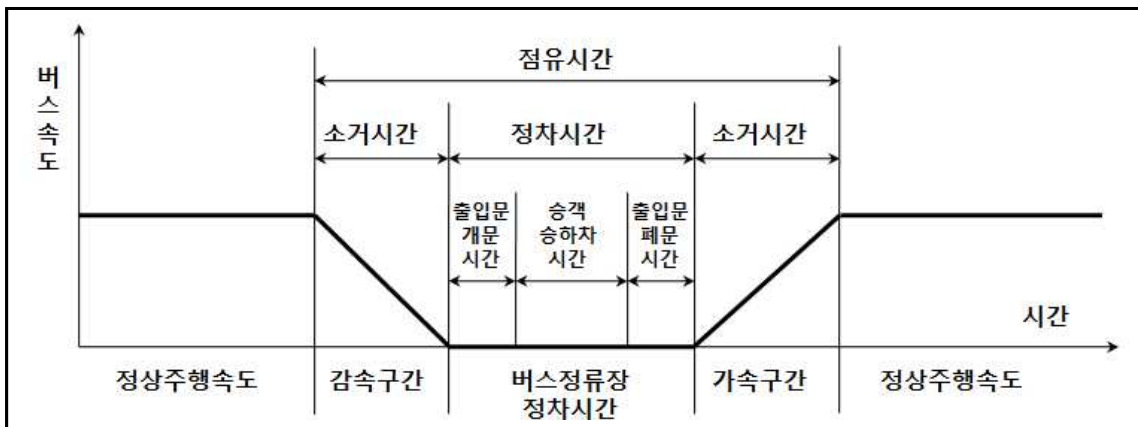 버
스
속
도
점유시간
소거시간
정차시간
소거시간
출입문
개문
시간
승객
승하차
시간
출입문
폐문
시간
시간
정상주행속도
감속구간
버스정류장
정차시간
가속구간
정상주행속도